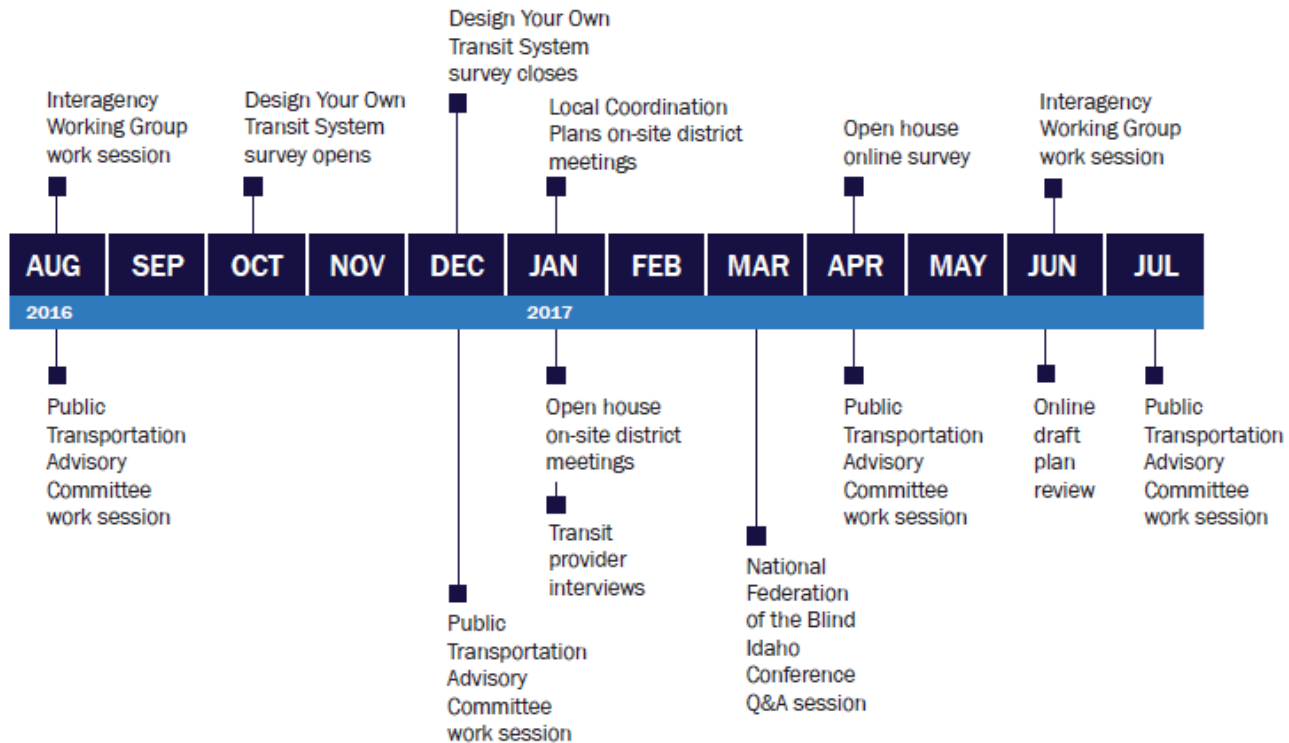 Design Your Own
Transit System
survey closes
Interagency
Working Group
work session
Design Your Own
Transit System
survey opens
Local Coordination
Plans on-site district
meetings
Open house
online survey
Interagency
Working Group
work session
AUG SEP OCT NOV DEC JAN FEB MAR APR MAY JUN JUL
2016 2017
Public
Transportation
Advisory
Committee
work session
Open house
on-site district
meetings
Transit
provider
interviews
Public
Transportation
Advisory
Committee
work session
Online
draft
plan
review
Public
Transportation
Advisory
Committee
work session
National
Federation
of the Blind
Idaho
Conference
Q&A session
Public
Transportation
Advisory
Committee
work session